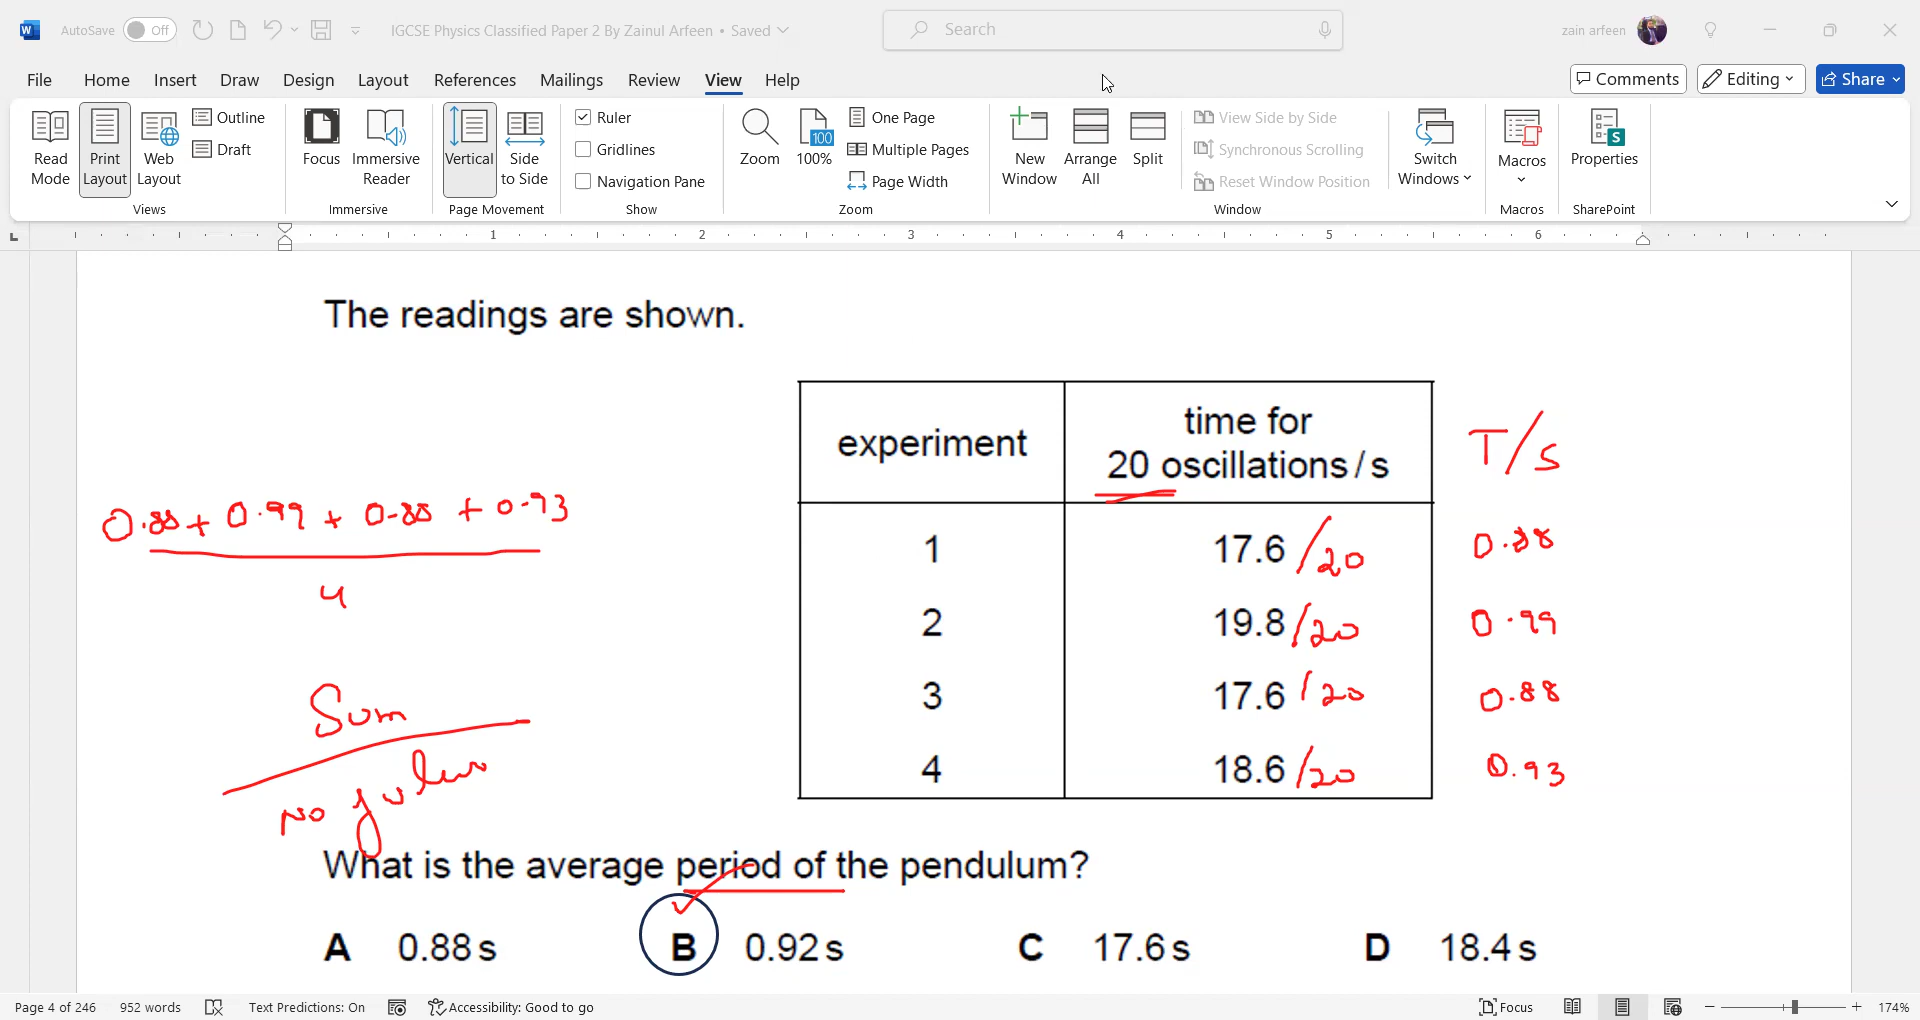 AutoSave Off IGCSE Physics Classified Paper 2 By Zainul Arfeen • Saved Search zain arfeen
File Home Insert Draw Design Layout References Mailings Review View Help Comments Editing Share
Read Mode
Print Layout
Web Layout
Outline
Draft
Views
Focus
Immersive Reader
Immersive
Vertical
Side to Side
Page Movement
Ruler
Gridlines
Navigation Pane
Show
Zoom
100
100%
One Page
Multiple Pages
Page Width
Zoom
New Window
Arrange All
Split
View Side by Side
Synchronous Scrolling
Reset Window Position
Switch Windows
Window
Macros
Macros
S
Properties
SharePoint
1 2 3 4 5 6
The readings are shown.
experiment time for 20 oscillations / s T/s
1 17.6 /20 0.88
2 19.8 /20 0.99
3 17.6 /20 0.88
4 18.6 /20 0.93
0.88 + 0.99 + 0.88 + 0.93
4
Sum
no of
What is the average period of the pendulum?
A 0.88 s B 0.92 s C 17.6 s D 18.4 s
Page 4 of 246 952 words Text Predictions: On Accessibility: Good to go Focus 174%